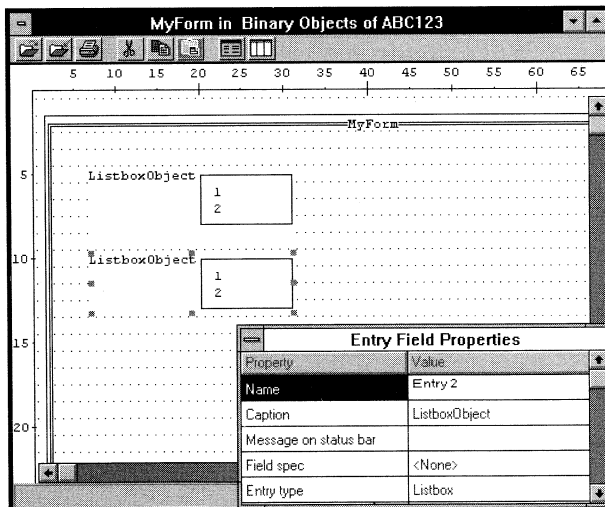 MyForm in Binary Objects of ABC123
5 10 15 20 25 30 35 40 45 50 55 60 65
MyForm
5
ListboxObject
1
2
10
ListboxObject
1
2
15
20
Entry Field Properties
Property Value
Name Entry 2
Caption ListboxObject
Message on status bar
Field spec <None>
Entry type Listbox